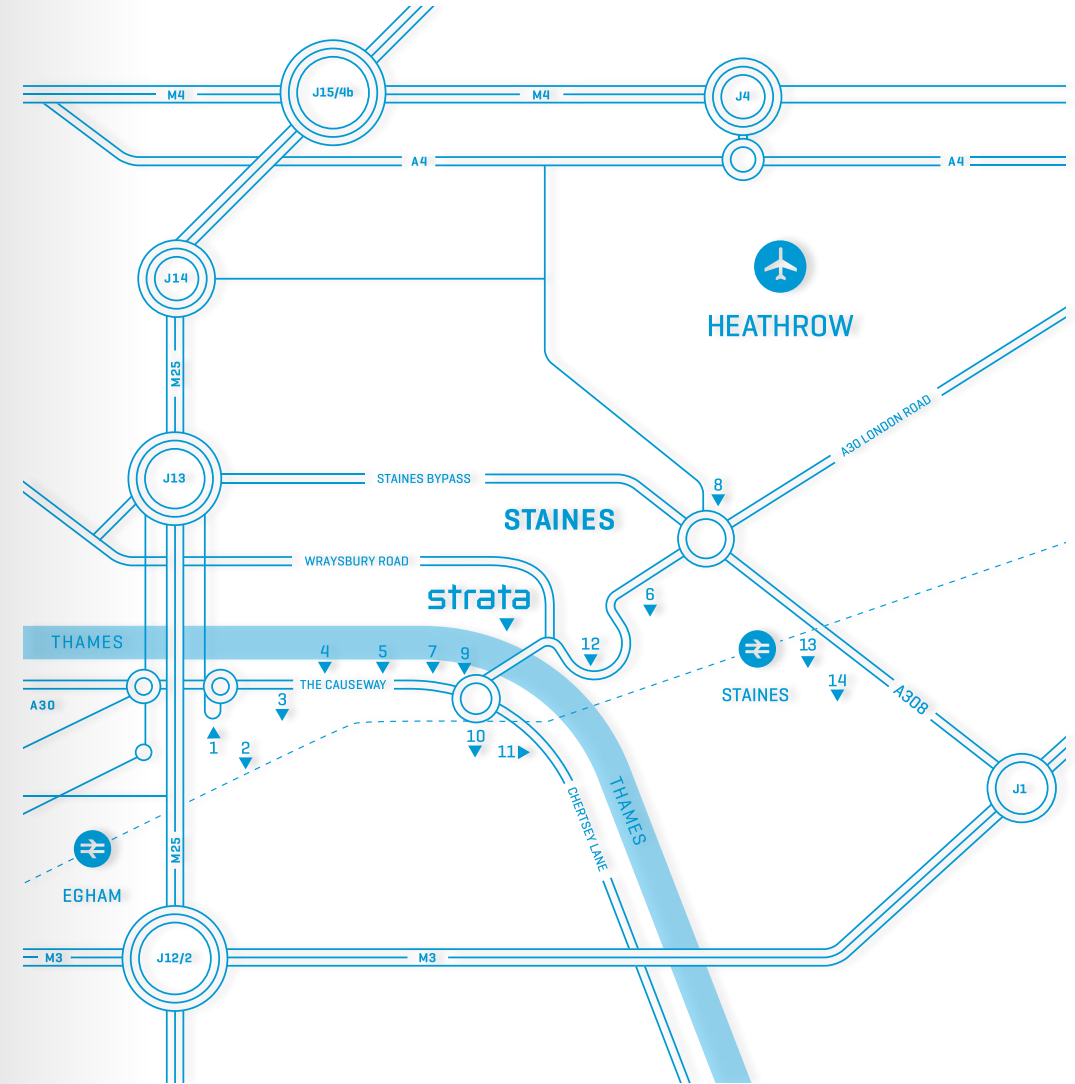 J15/4b
M4
M4
J4
A4
A4
J14
HEATHROW
M25
A30 LONDON ROAD
J13
STAINES BYPASS
8
STAINES
WRAYSBURY ROAD
strata
6
THAMES
4
5
7
9
12
13
THE CAUSEWAY
14
STAINES
A30
3
A308
1
2
10
11
J1
CHERTSEY LANE
THAMES
M25
EGHAM
M3
J12/2
M3